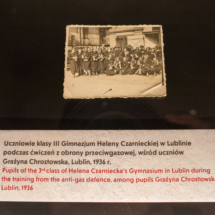 Uczniowie klasy III Gimnazjum Heleny Czarnieckiej w Lublinie
podczas ćwiczeń z obrony przeciwgazowej, wśród uczniów
Grażyna Chrostowska, Lublin, 1936 r.
Pupils of the 3rd class of Helena Czarniecka's Gymnasium in Lublin during
the training from the anti-gas defence, among pupils Grażyna Chrostowska,
Lublin, 1936